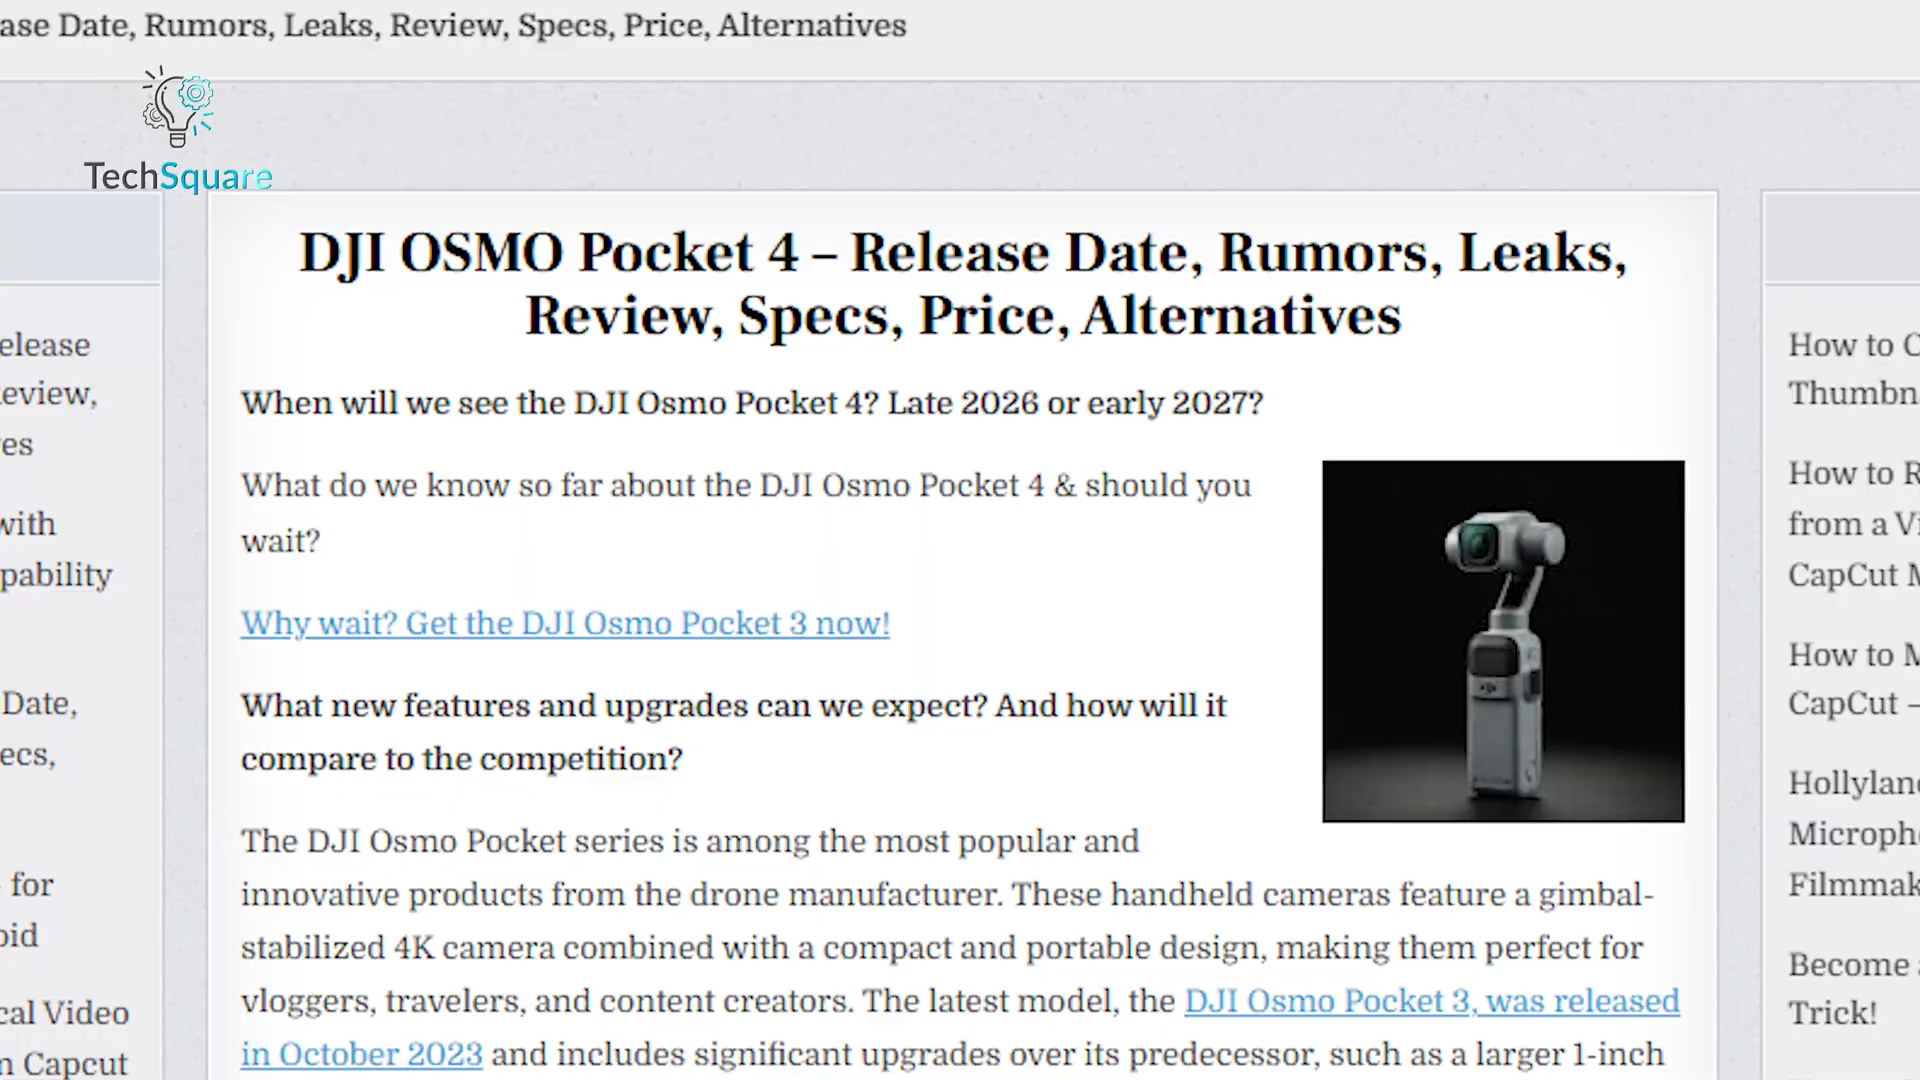 ase Date, Rumors, Leaks, Review, Specs, Price, Alternatives
TechSquare
elease
eview,
es
with
pability
Date,
ecs,
for
oid
cal Video
n Capcut
DJI OSMO Pocket 4 – Release Date, Rumors, Leaks,
Review, Specs, Price, Alternatives
When will we see the DJI Osmo Pocket 4? Late 2026 or early 2027?
What do we know so far about the DJI Osmo Pocket 4 & should you
wait?
Why wait? Get the DJI Osmo Pocket 3 now!
What new features and upgrades can we expect? And how will it
compare to the competition?
The DJI Osmo Pocket series is among the most popular and
innovative products from the drone manufacturer. These handheld cameras feature a gimbal-
stabilized 4K camera combined with a compact and portable design, making them perfect for
vloggers, travelers, and content creators. The latest model, the DJI Osmo Pocket 3, was released
in October 2023 and includes significant upgrades over its predecessor, such as a larger 1-inch
How to C
Thumbn
How to R
from a Vi
CapCut M
How to M
CapCut –
Hollyland
Microph
Filmmak
Become
Trick!